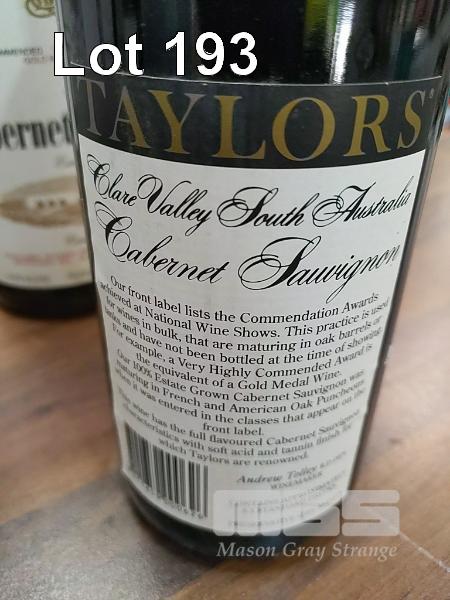 Lot 193
TAYLORS
Clare Valley South Australia
Cabernet Sauvignon
Our front label lists the Commendation Awards
achieved at National Wine Shows. This practice is used
for wines in bulk, that are maturing in oak barrels or
tanks and have not been bottled at the time of showing.
For example, a Very Highly Commended Award is
the equivalent of a Gold Medal Wine.
Our 100% Estate Grown Cabernet Sauvignon was
maturing in French and American Oak Puncheons
when it was entered in the classes that appear on the
front label.
This wine has the full flavoured Cabernet Sauvignon
characteristics with soft acid and tannin finish for
which Taylors are renowned.
Andrew Tolley
WINEMAKER
MGS
Mason Gray Strange